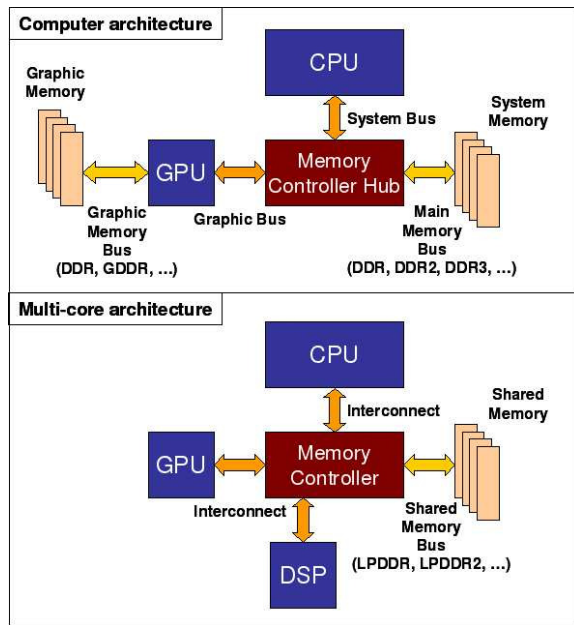 Computer architecture
CPU
Graphic
Memory
System Bus
System
Memory
GPU
Memory
Controller Hub
Graphic
Memory
Bus
(DDR, GDDR, ...)
Graphic Bus
Main
Memory
Bus
(DDR, DDR2, DDR3, ...)
Multi-core architecture
CPU
Interconnect
Shared
Memory
GPU
Memory
Controller
Interconnect
Shared
Memory
Bus
(LPDDR, LPDDR2, ...)
DSP